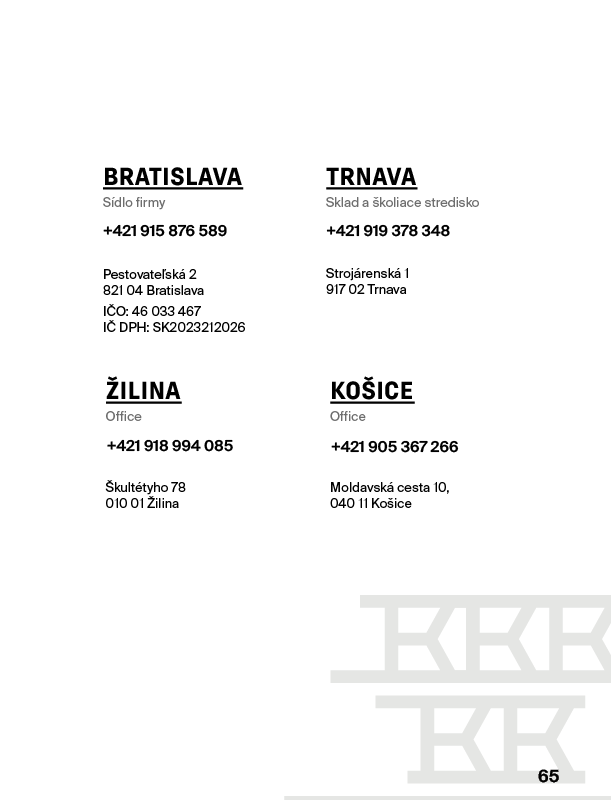 BRATISLAVA
Sídlo firmy
+421 915 876 589
Pestovateľská 2
821 04 Bratislava
IČO: 46 033 467
IČ DPH: SK2023212026
TRNAVA
Sklad a školiace stredisko
+421 919 378 348
Strojárenská 1
917 02 Trnava
ŽILINA
Office
+421 918 994 085
Škultétyho 78
010 01 Žilina
KOŠICE
Office
+421 905 367 266
Moldavská cesta 10,
040 11 Košice
KKK
KK
65